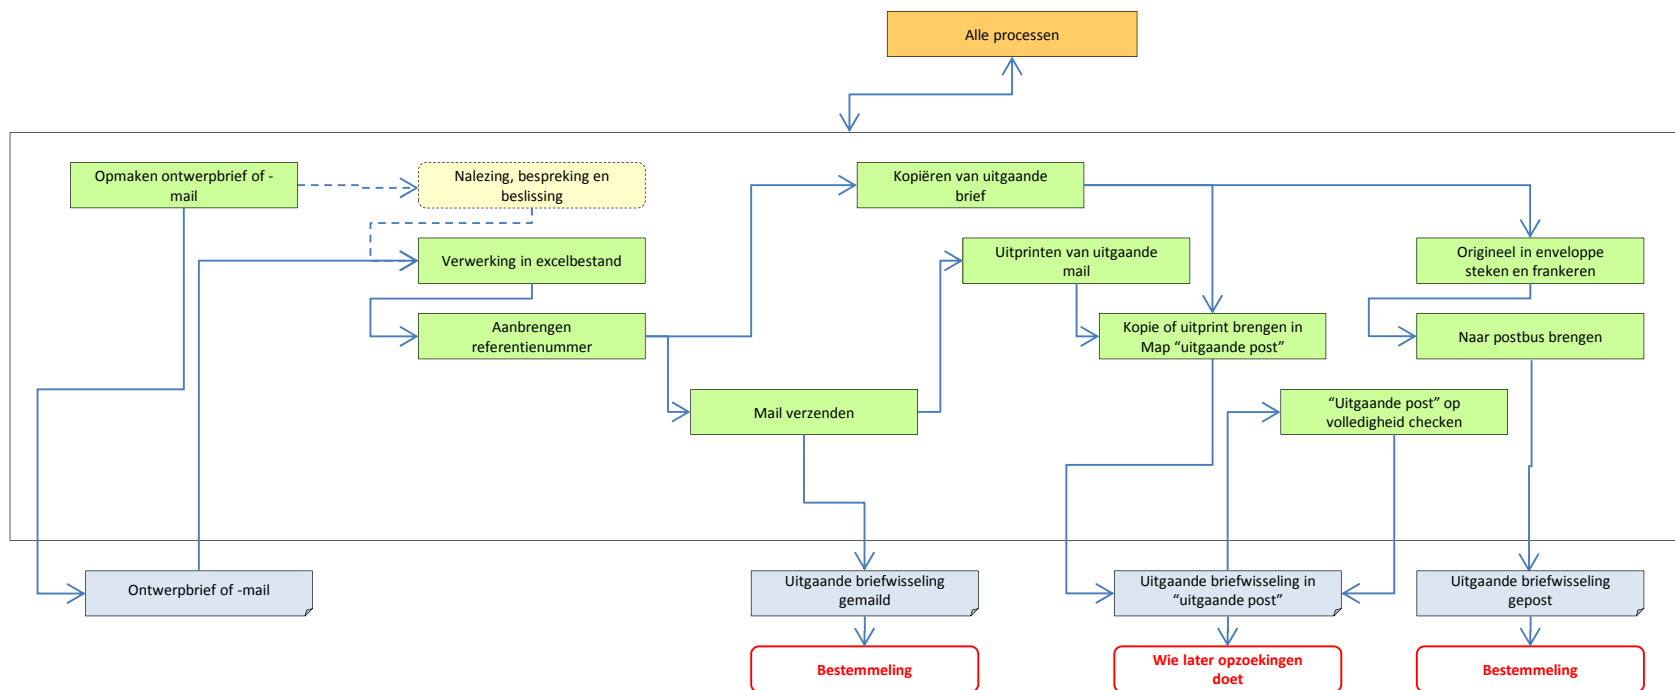 Alle processen
Opmaken ontwerpbrief of -
mail
Nalezing, bespreking en
beslissing
Kopiëren van uitgaande
brief
Verwerking in excelbestand
Uitprinten van uitgaande
mail
Origineel in enveloppe
steken en frankeren
Aanbrengen
referentienummer
Kopie of uitprint brengen in
Map “uitgaande post”
Naar postbus brengen
Mail verzenden
“Uitgaande post” op
volledigheid checken
Ontwerpbrief of -mail
Uitgaande briefwisseling
gemaild
Uitgaande briefwisseling in
“uitgaande post”
Uitgaande briefwisseling
gepost
Bestemmeling
Wie later opzoekingen
doet
Bestemmeling